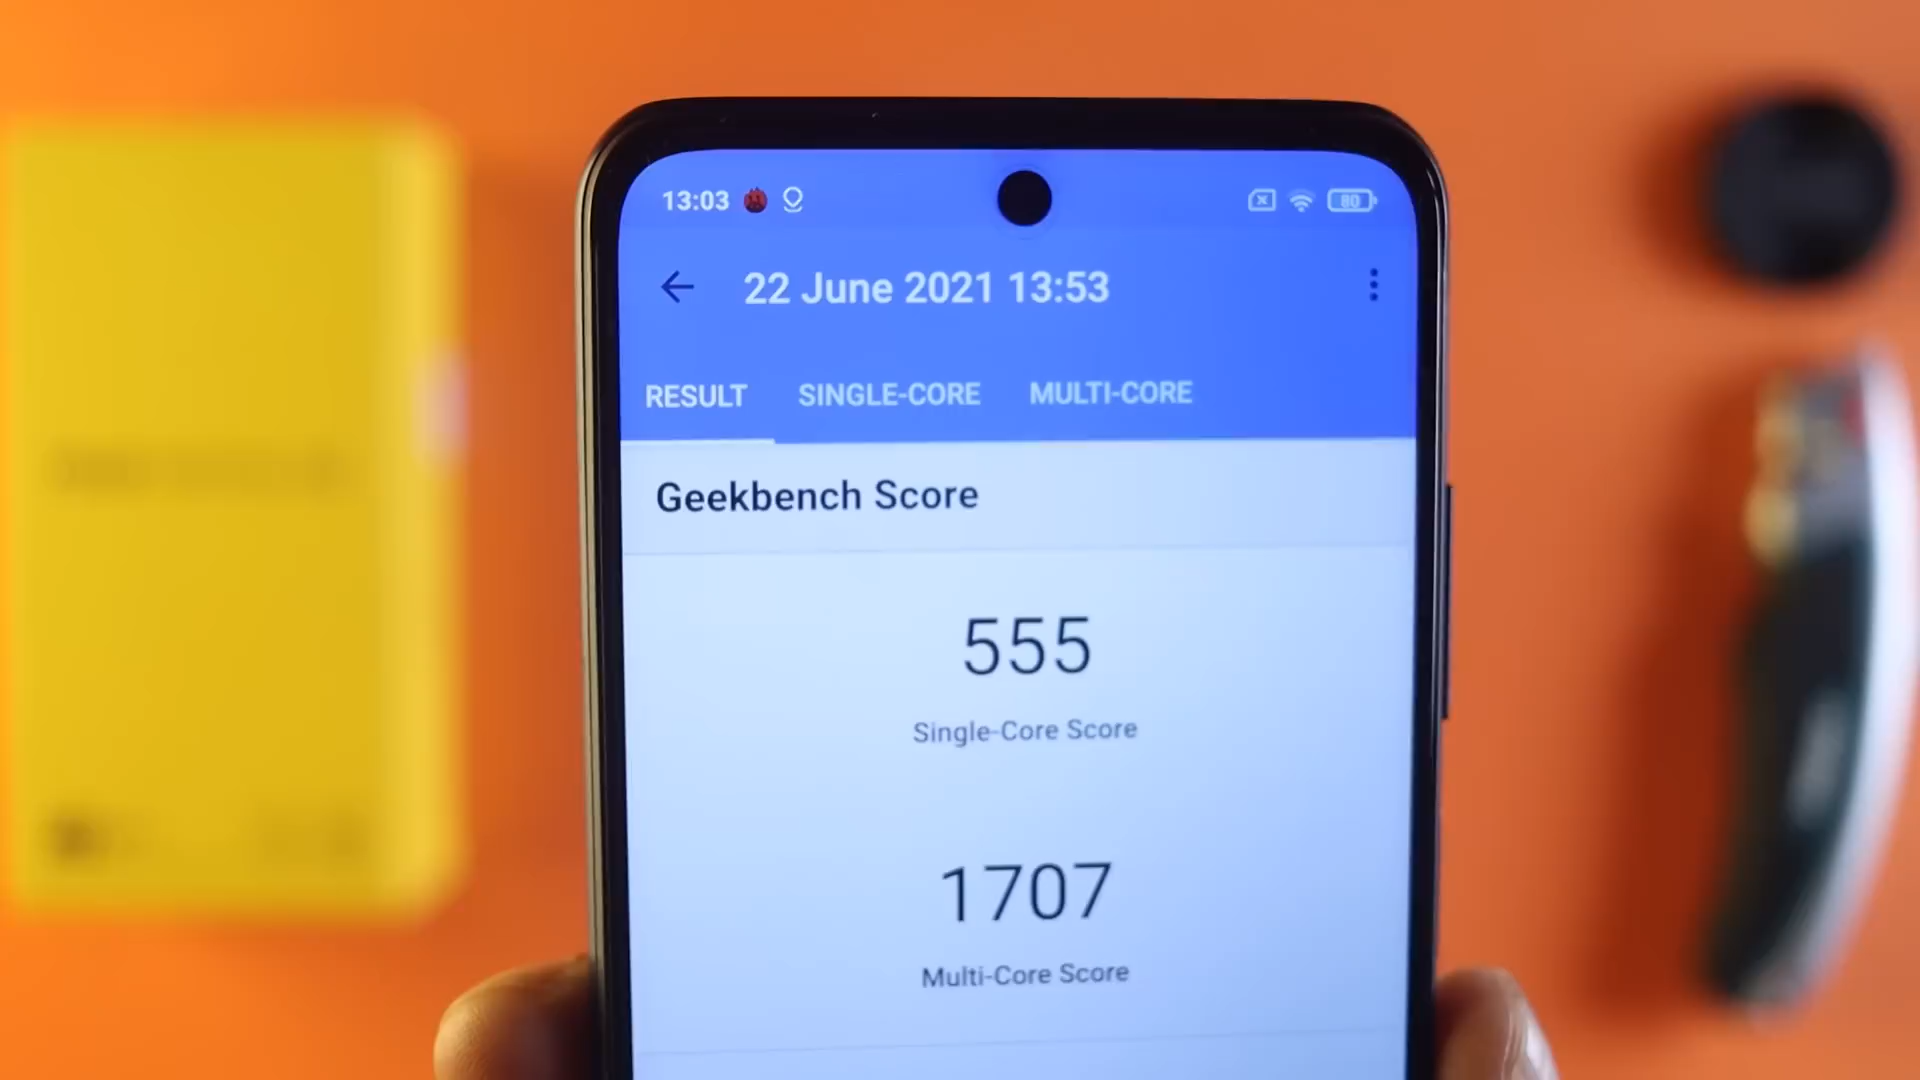 13:03 80
22 June 2021 13:53
RESULT SINGLE-CORE MULTI-CORE
Geekbench Score
555
Single-Core Score
1707
Multi-Core Score